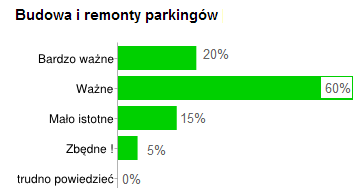 Budowa i remonty parkingów
Bardzo ważne 20%
Ważne 60%
Mało istotne 15%
Zbędne ! 5%
trudno powiedzieć 0%